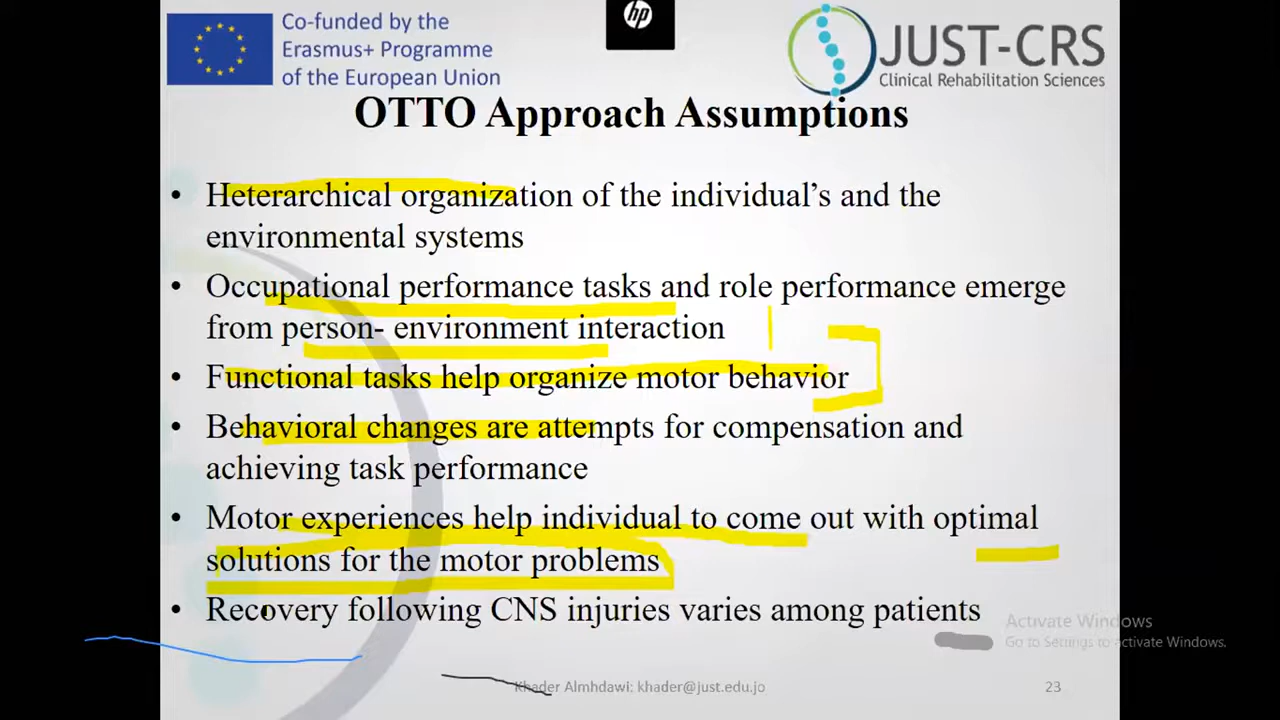 Co-funded by the
Erasmus+ Programme
of the European Union
hp
JUST-CRS
Clinical Rehabilitation Sciences
OTTO Approach Assumptions
• Heterarchical organization of the individual's and the
environmental systems
• Occupational performance tasks and role performance emerge
from person- environment interaction
• Functional tasks help organize motor behavior
• Behavioral changes are attempts for compensation and
achieving task performance
• Motor experiences help individual to come out with optimal
solutions for the motor problems
• Recovery following CNS injuries varies among patients
Activate Windows
Go to Settings to activate Windows.
Khader Almhdawi: khader@just.edu.jo
23